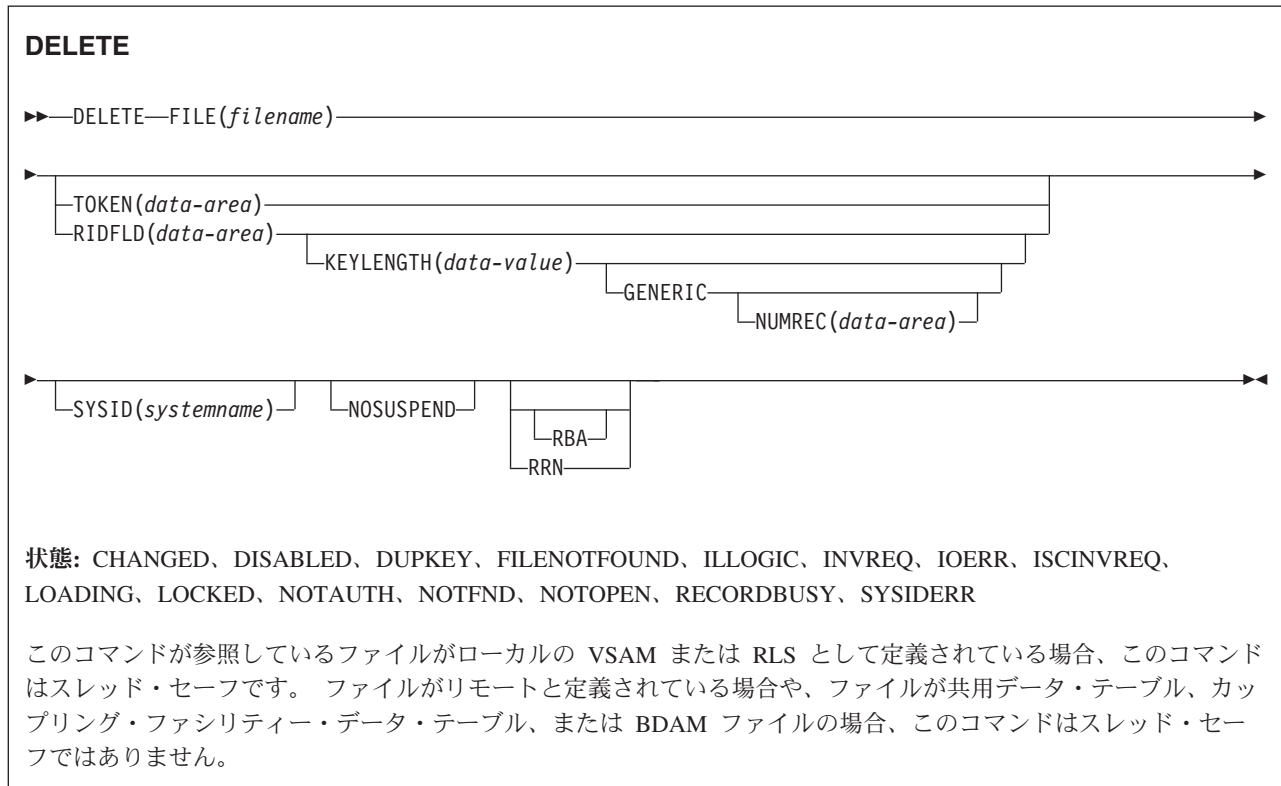 DELETE
DELETE FILE(filename)
TOKEN(data-area)
RIDFLD(data-area)
KEYLENGTH(data-value)
GENERIC
NUMREC(data-area)
SYSID(systemname) NOSUSPEND
RBA
RRN
状態: CHANGED、DISABLED、DUPKEY、FILENOTFOUND、ILLOGIC、INVREQ、IOERR、ISCINVREQ、
LOADING、LOCKED、NOTAUTH、NOTFND、NOTOPEN、RECORDBUSY、SYSIDERR
このコマンドが参照しているファイルがローカルの VSAM または RLS として定義されている場合、このコマンド
はスレッド・セーフです。 ファイルがリモートと定義されている場合や、ファイルが共用データ・テーブル、カッ
プリング・ファシリティー・データ・テーブル、または BDAM ファイルの場合、このコマンドはスレッド・セー
フではありません。